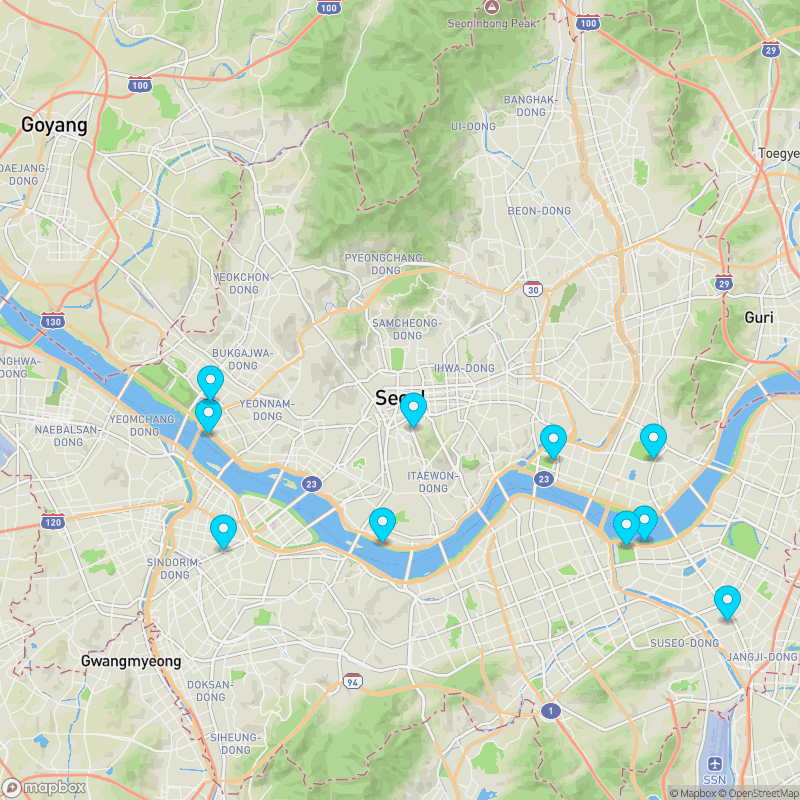 100
Seoninbong Peak
100
29
100
BANGHAK-
DONG
Goyang
UI-DONG
Toegye
DAEJANG-
DONG
BEON-DONG
PYEONGCHANG-
DONG
YEOKCHON-
DONG
29
30
Guri
130
SAMCHEONG-
DONG
BUKGAJWA-
DONG
IHWA-DONG
NGHWA-
DONG
YEONNAM-
DONG
YEOMCHANG
DONG
NAEBALSAN-
DONG
ITAEWON-
DONG
23
23
120
SINDORIM-
DONG
SUSEO-DONG
JANGJI-DONG
Gwangmyeong
94
DOKSAN-
DONG
1
SIHEUNG-
DONG
SSN
mapbox
© Mapbox © OpenStreetMap